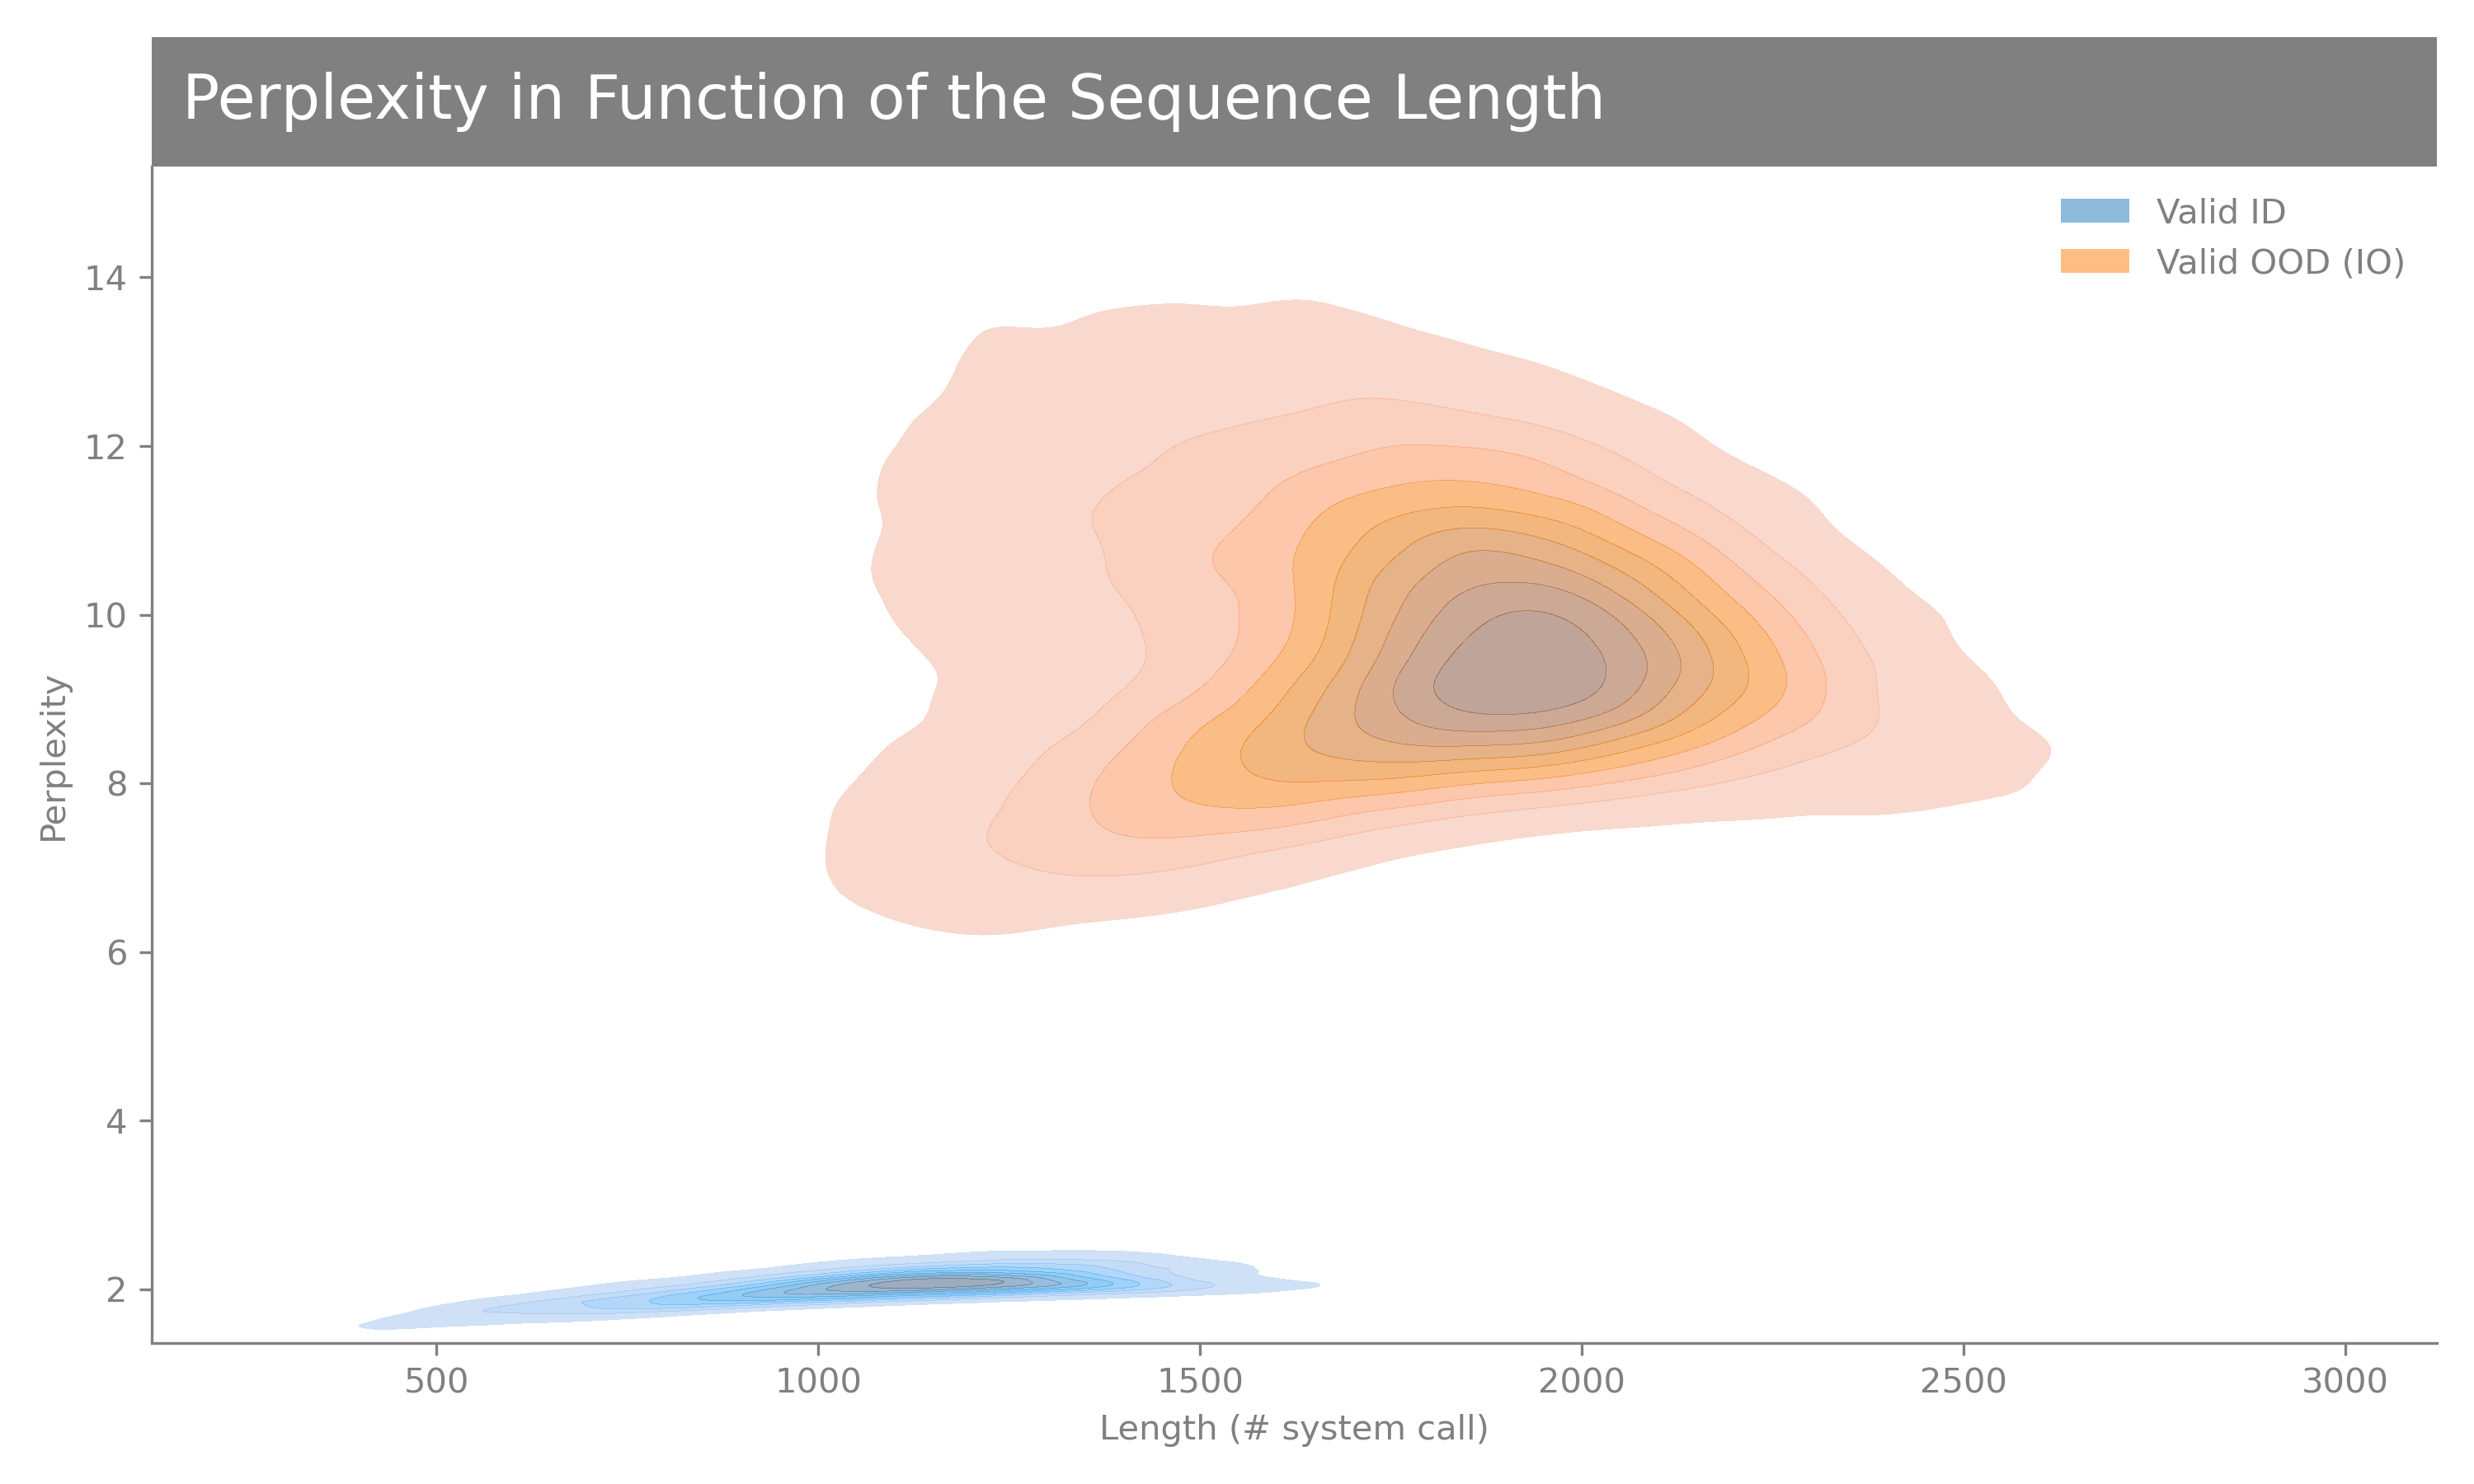 Perplexity in Function of the Sequence Length
Valid ID
Valid OOD (IO)
14
12
10
8
6
4
2
Perplexity
500 1000 1500 2000 2500 3000
Length (# system call)